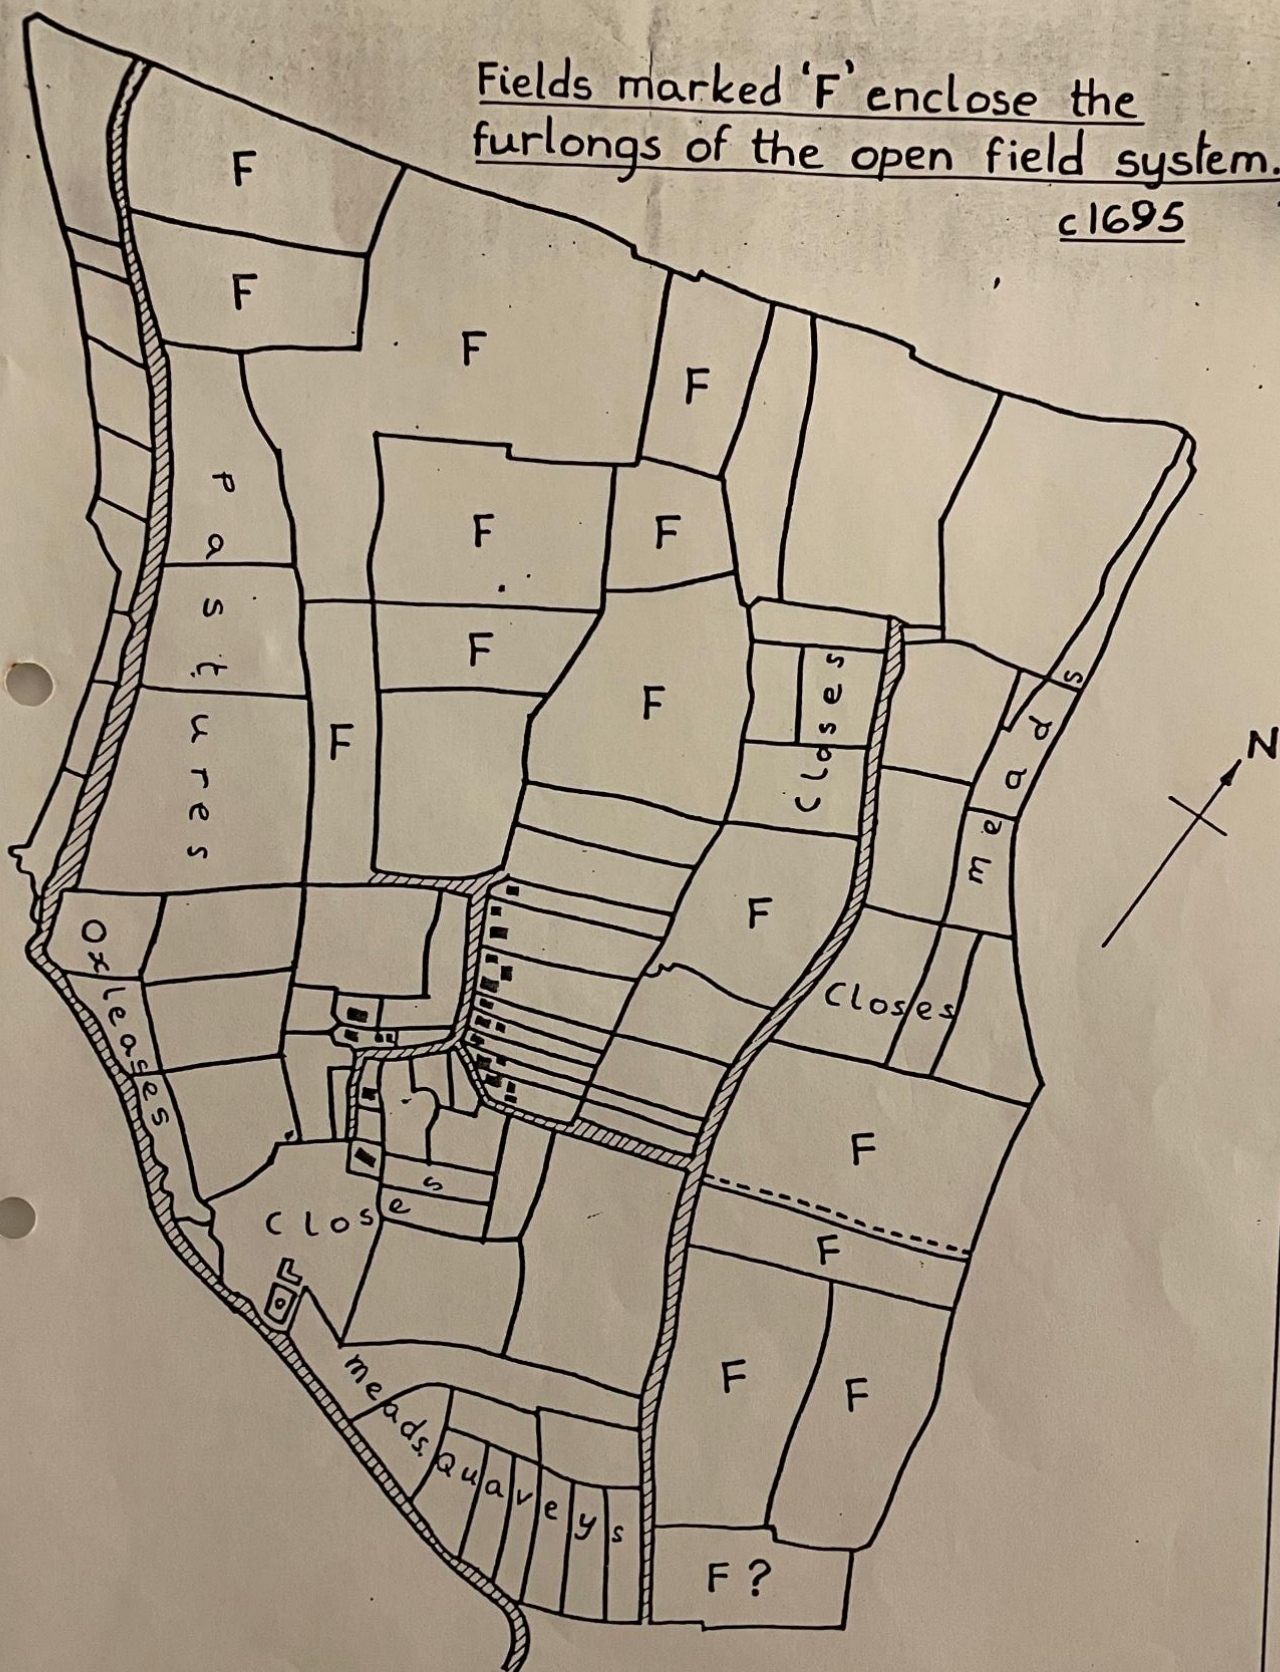 Fields marked 'F' enclose the
furlongs of the open field system.
c1695
F
F
F
F
F
F
F
F
F
Pastures
Closes
meads
N
F
Oxleases
Closes
F
Closes
F
F
F
meads.
Quaveys
F ?